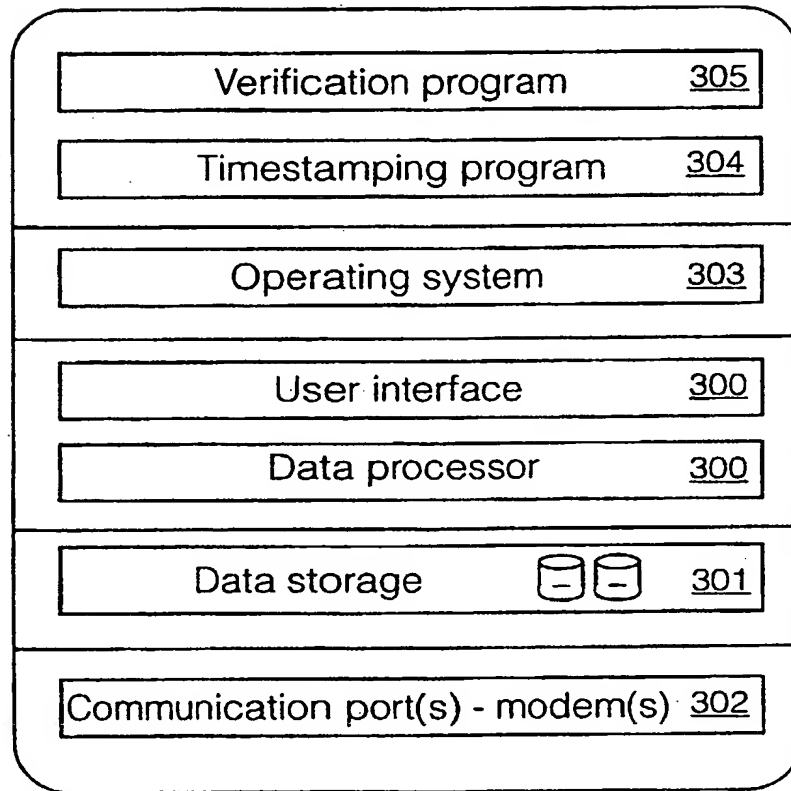 Verification program 305
Timestamping program 304
Operating system 303
User interface 300
Data processor 300
Data storage 301
Communication port(s) - modem(s) 302